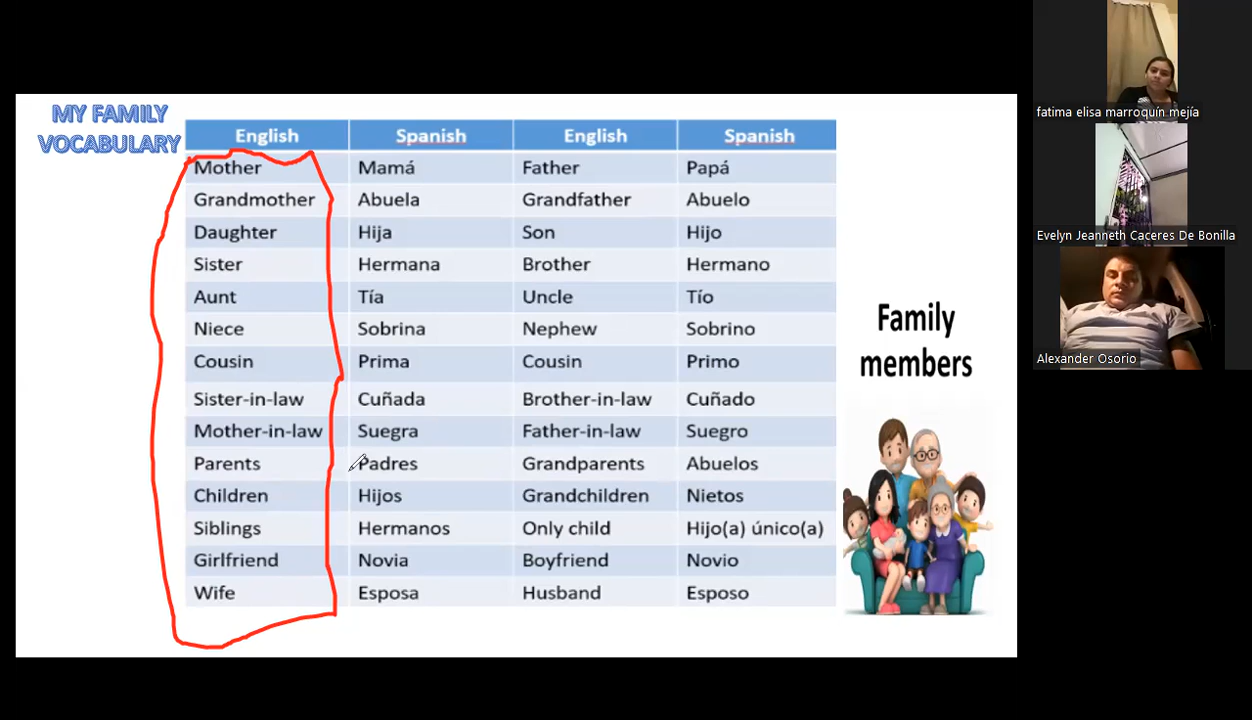 MY FAMILY
VOCABULARY
English Spanish English Spanish
Mother Mamá Father Papá
Grandmother Abuela Grandfather Abuelo
Daughter Hija Son Hijo
Sister Hermana Brother Hermano
Aunt Tía Uncle Tío
Niece Sobrina Nephew Sobrino
Cousin Prima Cousin Primo
Sister-in-law Cuñada Brother-in-law Cuñado
Mother-in-law Suegra Father-in-law Suegro
Parents Padres Grandparents Abuelos
Children Hijos Grandchildren Nietos
Siblings Hermanos Only child Hijo(a) único(a)
Girlfriend Novia Boyfriend Novio
Wife Esposa Husband Esposo
Family
members
fatima elisa marroquín mejía
Evelyn Jeanneth Caceres De Bonilla
Alexander Osorio